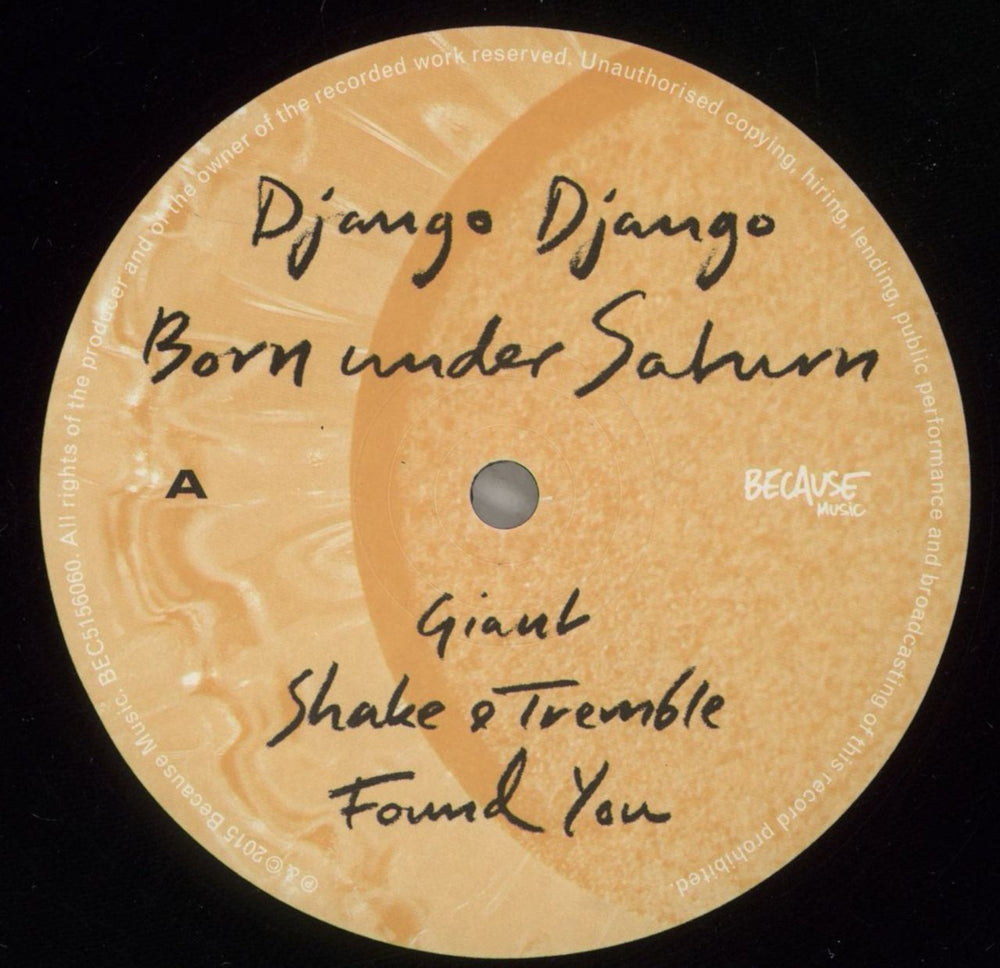 Django Django
Born under Saturn
A
BECAUSE
MUSIC
Giant
Shake & Tremble
Found You
℗ & © 2015 Because Music. BEC5156060. All rights of the producer and of the owner of the recorded work reserved. Unauthorised copying, hiring, lending, public performance and broadcasting of this record prohibited.